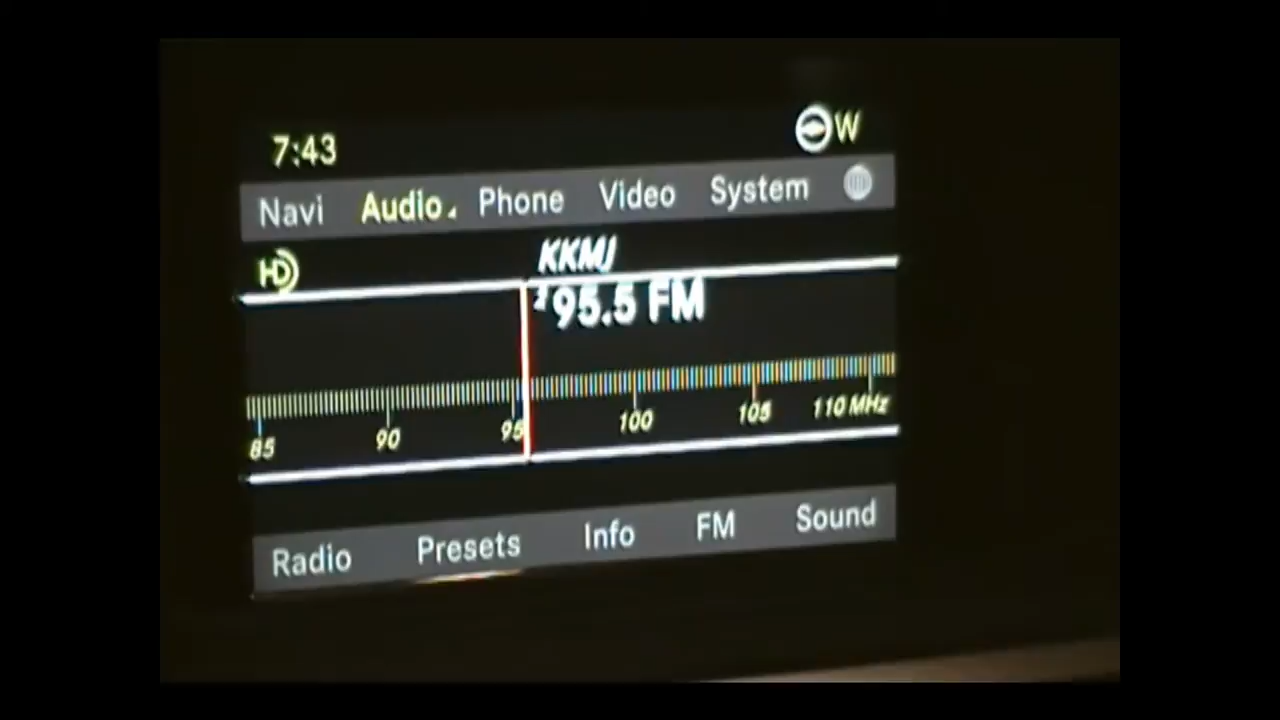 7:43
W
Navi Audio Phone Video System
HD
KKMJ
95.5 FM
85 90 95 100 105 110 MHz
Radio Presets Info FM Sound